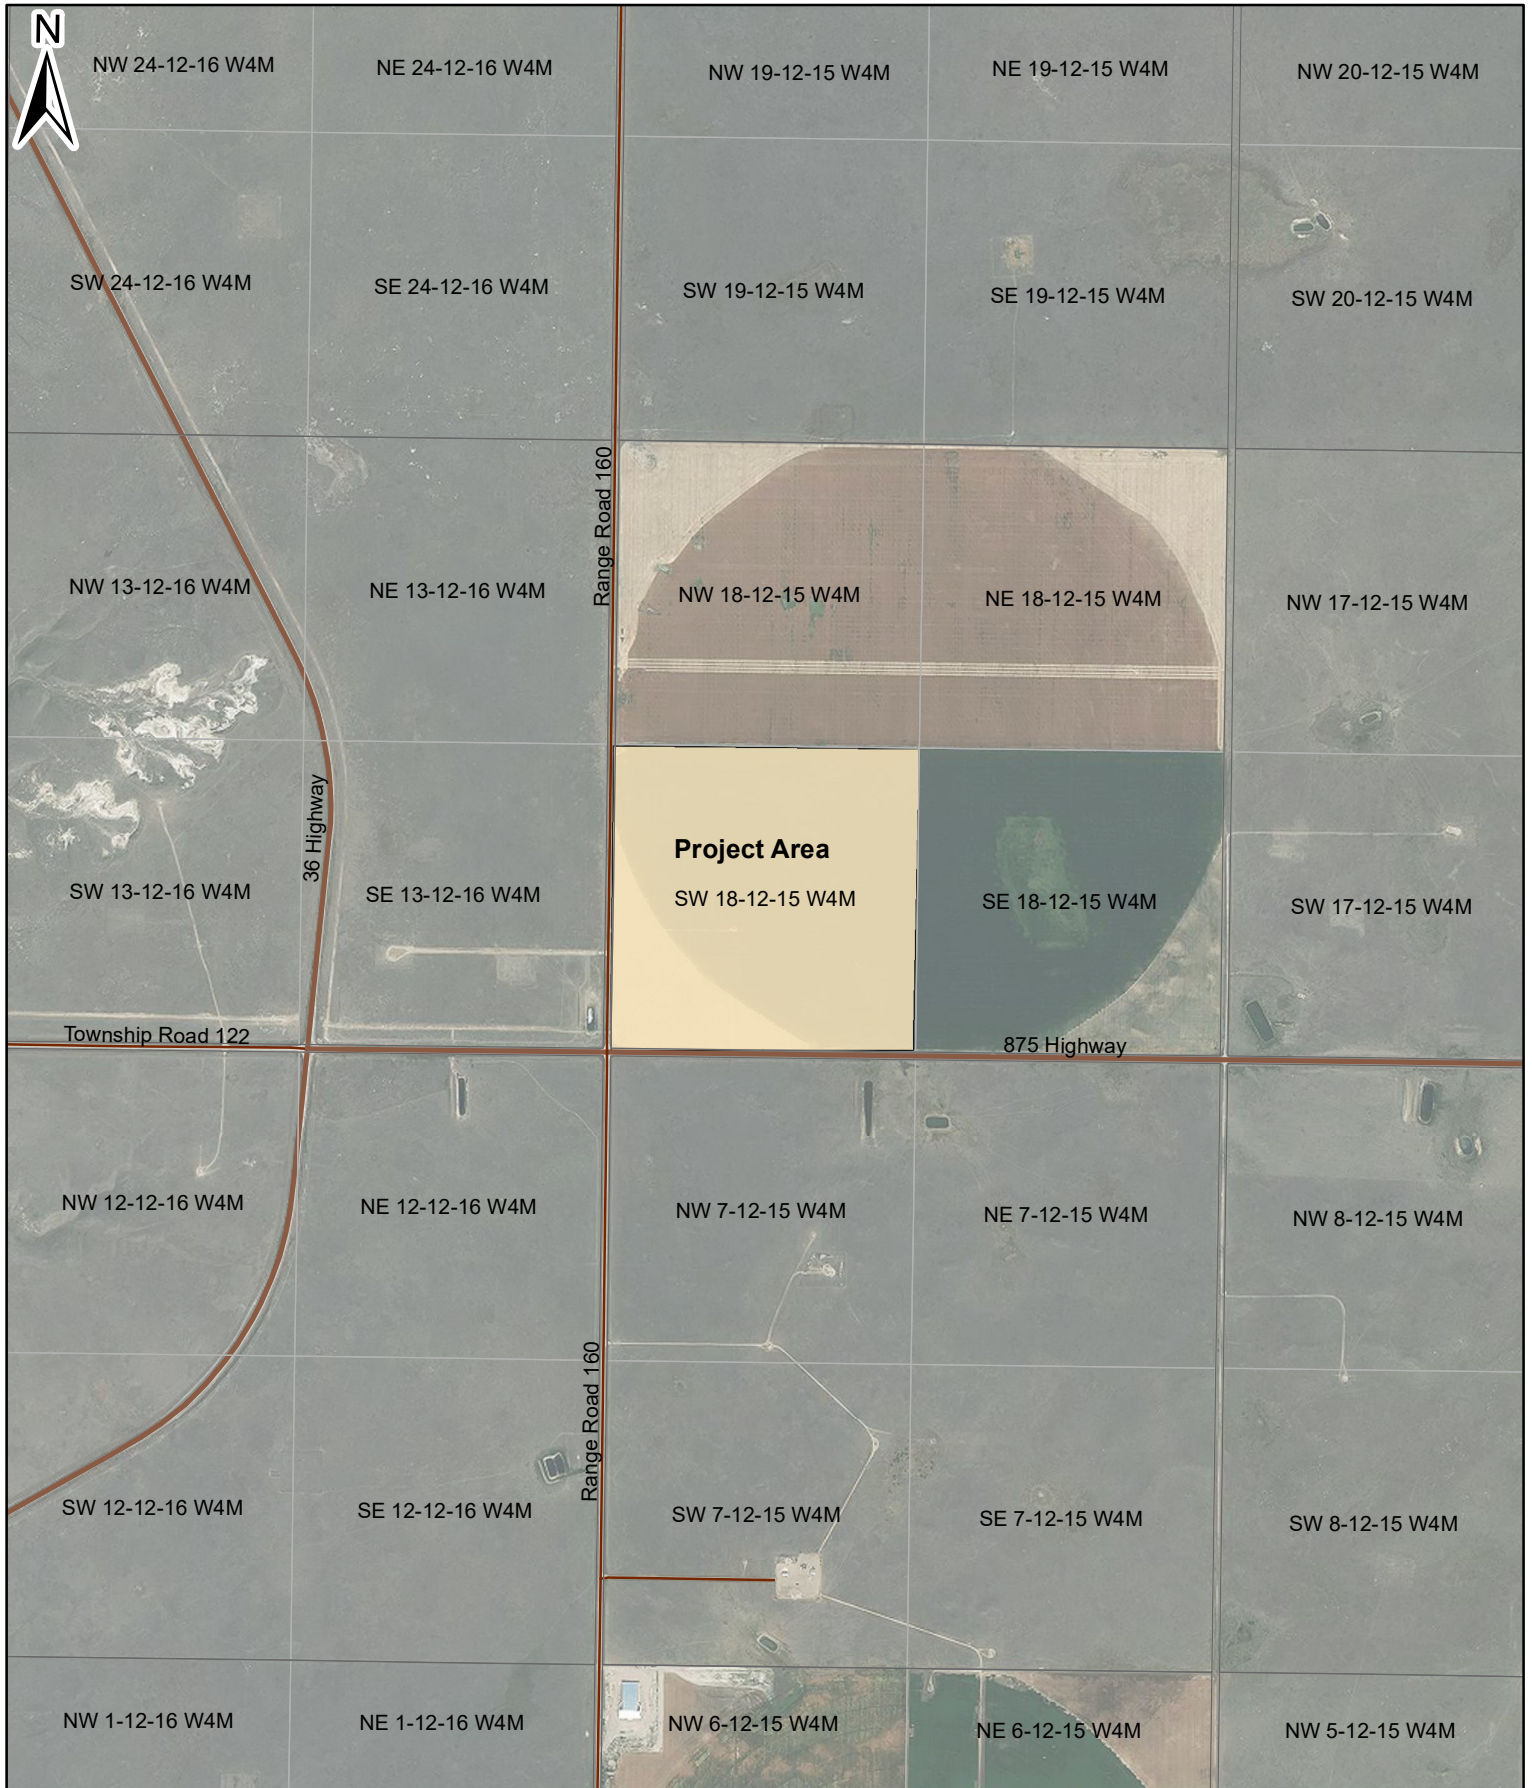 N
NW 24-12-16 W4M
NE 24-12-16 W4M
NW 19-12-15 W4M
NE 19-12-15 W4M
NW 20-12-15 W4M
SW 24-12-16 W4M
SE 24-12-16 W4M
SW 19-12-15 W4M
SE 19-12-15 W4M
SW 20-12-15 W4M
Range Road 160
NW 13-12-16 W4M
NE 13-12-16 W4M
NW 18-12-15 W4M
NE 18-12-15 W4M
NW 17-12-15 W4M
36 Highway
Project Area
SW 13-12-16 W4M
SE 13-12-16 W4M
SW 18-12-15 W4M
SE 18-12-15 W4M
SW 17-12-15 W4M
Township Road 122
875 Highway
NW 12-12-16 W4M
NE 12-12-16 W4M
NW 7-12-15 W4M
NE 7-12-15 W4M
NW 8-12-15 W4M
Range Road 160
SW 12-12-16 W4M
SE 12-12-16 W4M
SW 7-12-15 W4M
SE 7-12-15 W4M
SW 8-12-15 W4M
NW 1-12-16 W4M
NE 1-12-16 W4M
NW 6-12-15 W4M
NE 6-12-15 W4M
NW 5-12-15 W4M